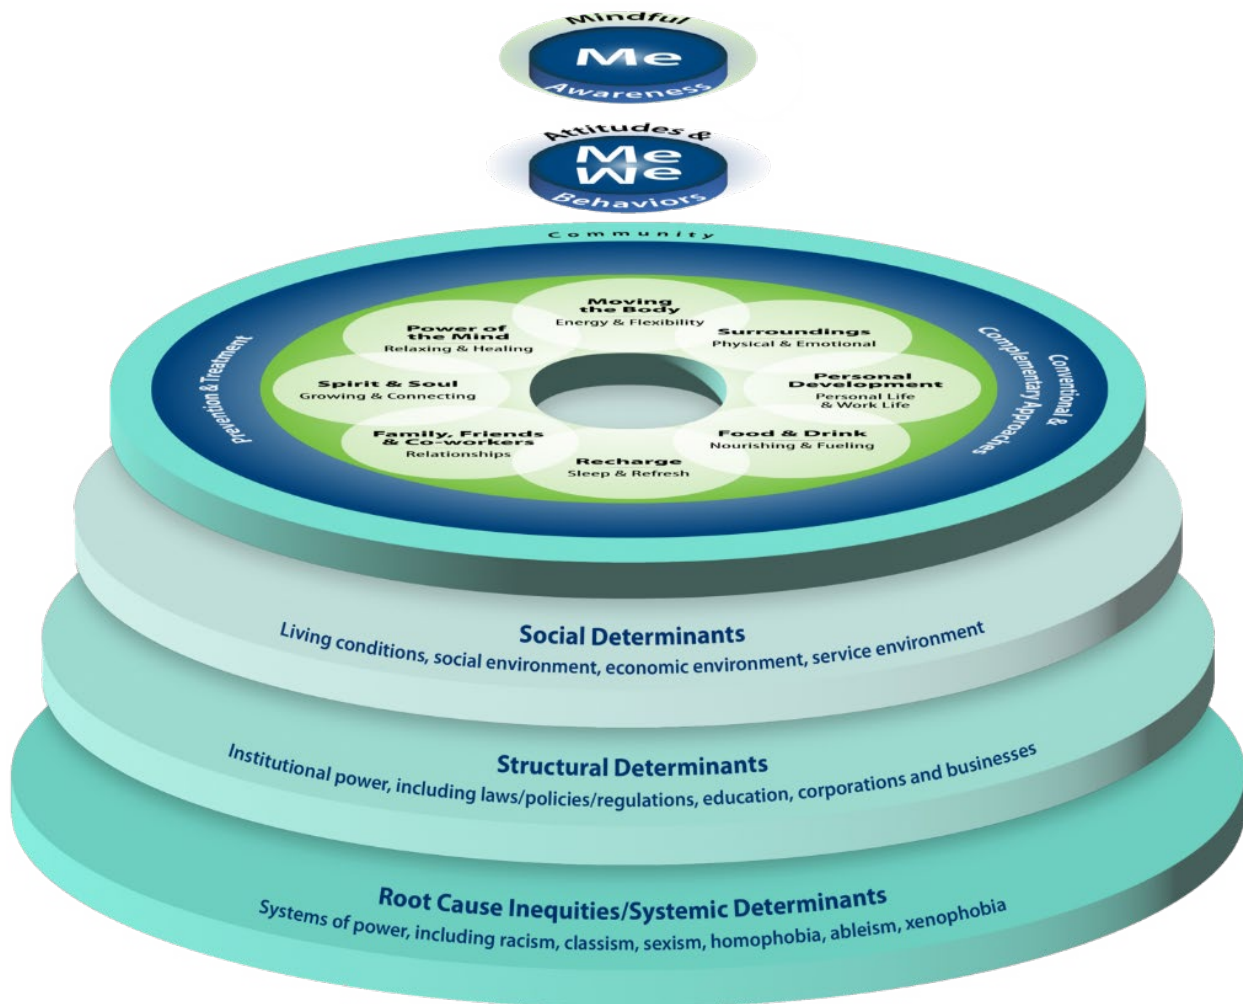 Mindful
Me
Awareness
Attitudes &
Me
We
Behaviors
Community
Prevention & Treatment
Conventional &
Complementary Approaches
Moving
the Body
Energy & Flexibility
Surroundings
Physical & Emotional
Personal
Development
Personal Life
& Work Life
Food & Drink
Nourishing & Fueling
Recharge
Sleep & Refresh
Family, Friends
& Co-workers
Relationships
Spirit & Soul
Growing & Connecting
Power of
the Mind
Relaxing & Healing
Social Determinants
Living conditions, social environment, economic environment, service environment
Structural Determinants
Institutional power, including laws/policies/regulations, education, corporations and businesses
Root Cause Inequities/Systemic Determinants
Systems of power, including racism, classism, sexism, homophobia, ableism, xenophobia